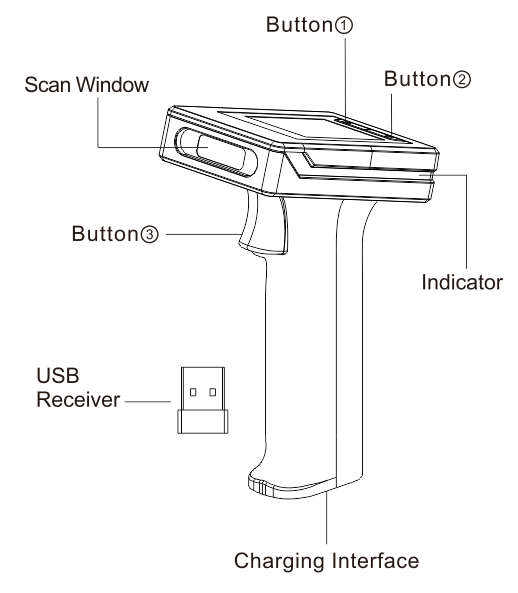 Button①
Button②
Scan Window
Button③
Indicator
USB
Receiver
Charging Interface